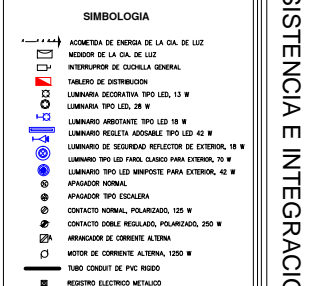 SIMBOLOGIA
ACOMETIDA DE ENERGIA DE LA CIA. DE LUZ
MEDIDOR DE LA CIA. DE LUZ
INTERRUPROR DE CUCHILLA GENERAL
TABLERO DE DISTRIBUCION
LUMINARIA DECORATIVA TIPO LED, 13 W
LUMINARIA TIPO LED, 28 W
LUMINARIO ARBOTANTE TIPO LED 18 W
LUMINARIO REGLETA ADOSABLE TIPO LED 42 W
LUMINARIO DE SEGURIDAD REFLECTOR DE EXTERIOR, 18 W
LUMINARIO TIPO LED FAROL CLASICO PARA EXTERIOR, 70 W
LUMINARIO TIPO LED MINIPOSTE PARA EXTERIOR, 42 W
APAGADOR NORMAL
APAGADOR TIPO ESCALERA
CONTACTO NORMAL, POLARIZADO, 125 W
CONTACTO DOBLE REGULADO, POLARIZADO, 250 W
A ARRANCADOR DE CORRIENTE ALTERNA
MOTOR DE CORRIENTE ALTERNA, 1250 W
TUBO CONDUIT DE PVC RIGIDO
REGISTRO ELECTRICO METALICO
SISTENCIA E INTEGRACIO